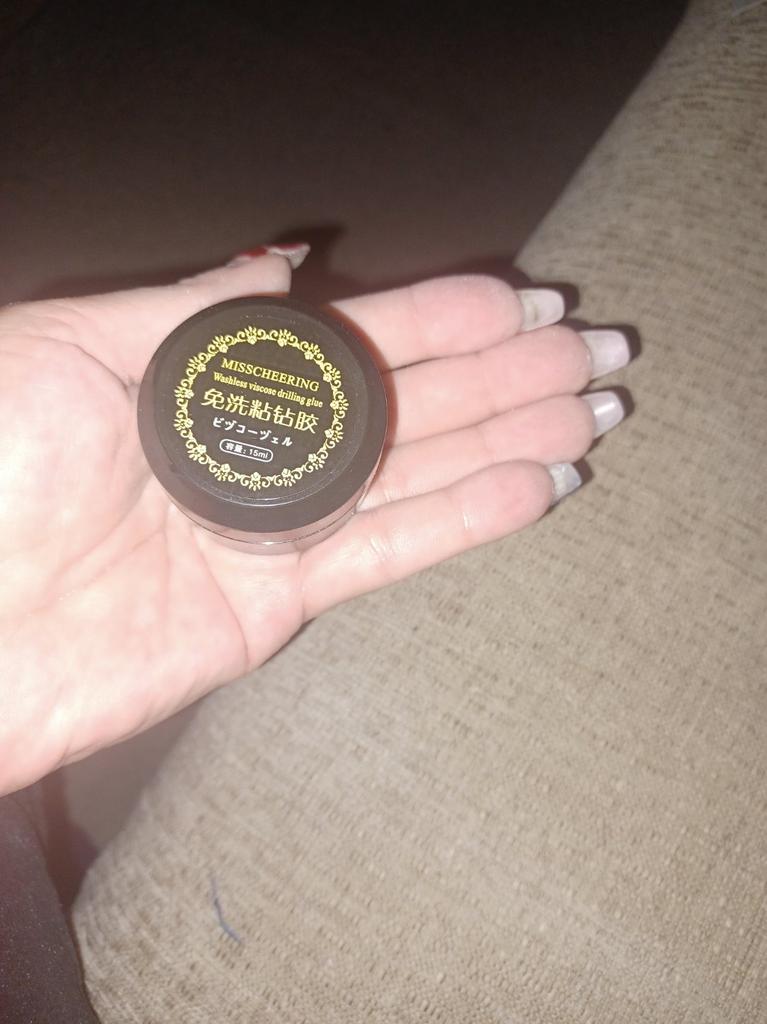 MISSCHEERING
Washless viscose drilling glue
免洗粘钻胶
ビヅコーヅェル
容量: 15ml